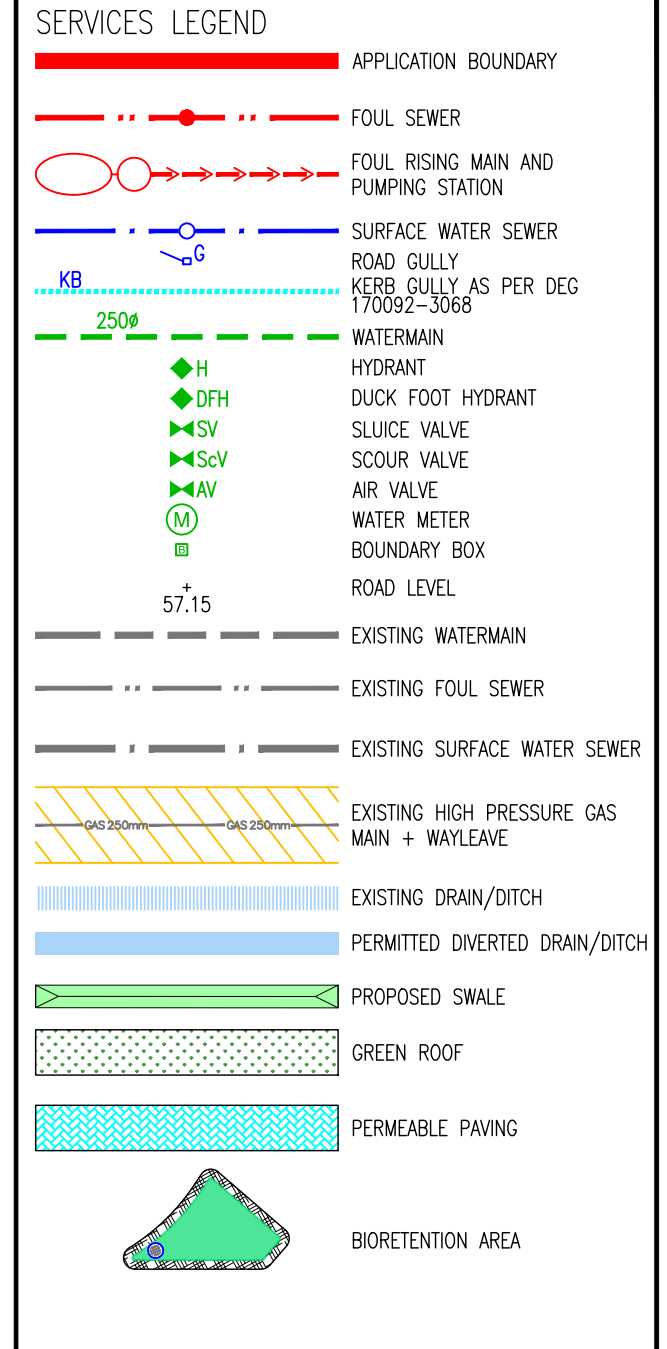 SERVICES LEGEND
APPLICATION BOUNDARY
FOUL SEWER
FOUL RISING MAIN AND
PUMPING STATION
SURFACE WATER SEWER
G ROAD GULLY
KB KERB GULLY AS PER DEG
170092-3068
250ø WATERMAIN
H HYDRANT
DFH DUCK FOOT HYDRANT
SV SLUICE VALVE
ScV SCOUR VALVE
AV AIR VALVE
M WATER METER
B BOUNDARY BOX
57.15 ROAD LEVEL
EXISTING WATERMAIN
EXISTING FOUL SEWER
EXISTING SURFACE WATER SEWER
GAS 250mm GAS 250mm EXISTING HIGH PRESSURE GAS
MAIN + WAYLEAVE
EXISTING DRAIN/DITCH
PERMITTED DIVERTED DRAIN/DITCH
PROPOSED SWALE
GREEN ROOF
PERMEABLE PAVING
BIORETENTION AREA